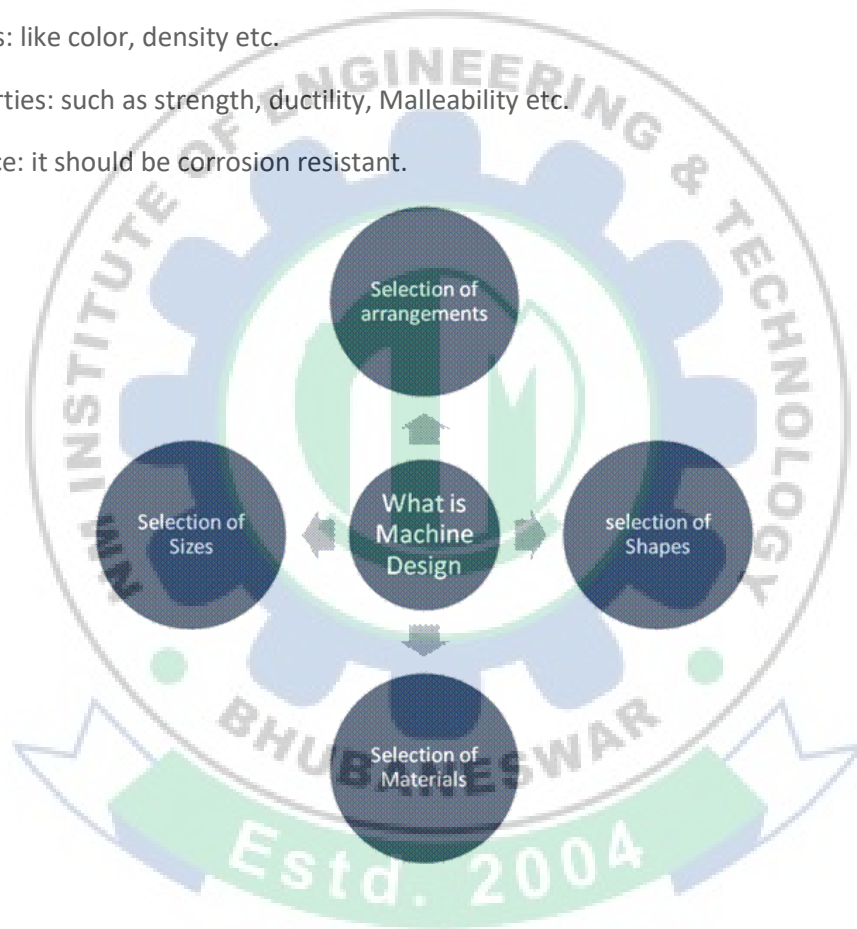 s: like color, density etc.
rties: such as strength, ductility, Malleability etc.
ce: it should be corrosion resistant.
NM INSTITUTE OF ENGINEERING & TECHNOLOGY
Selection of
arrangements
Selection of
Sizes
What is
Machine
Design
selection of
Shapes
Selection of
Materials
BHUBANESWAR
Estd. 2004